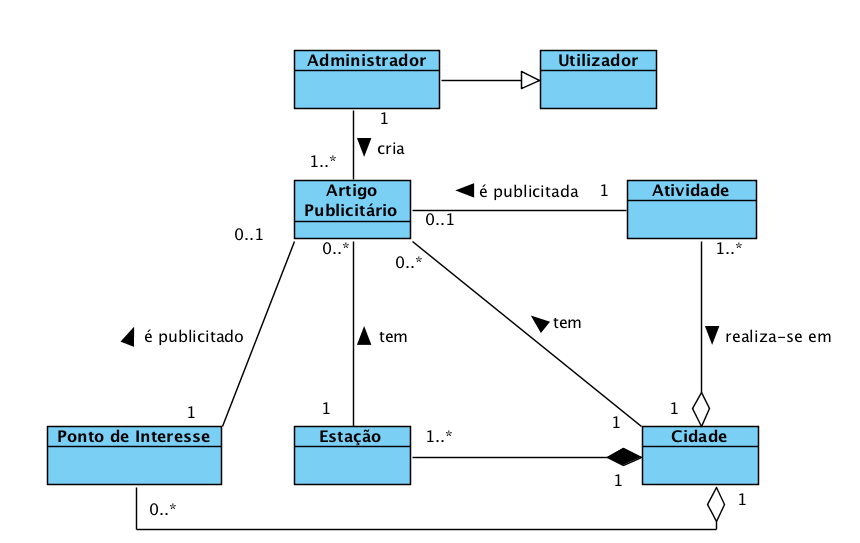 Administrador
Utilizador
1
cria
1..*
Artigo
Publicitário
é publicitada
1
Atividade
0..1
0..1
0..*
0..*
1..*
é publicitado
tem
tem
realiza-se em
1
1
1
1
Ponto de Interesse
Estação
1..*
Cidade
1
0..*
1